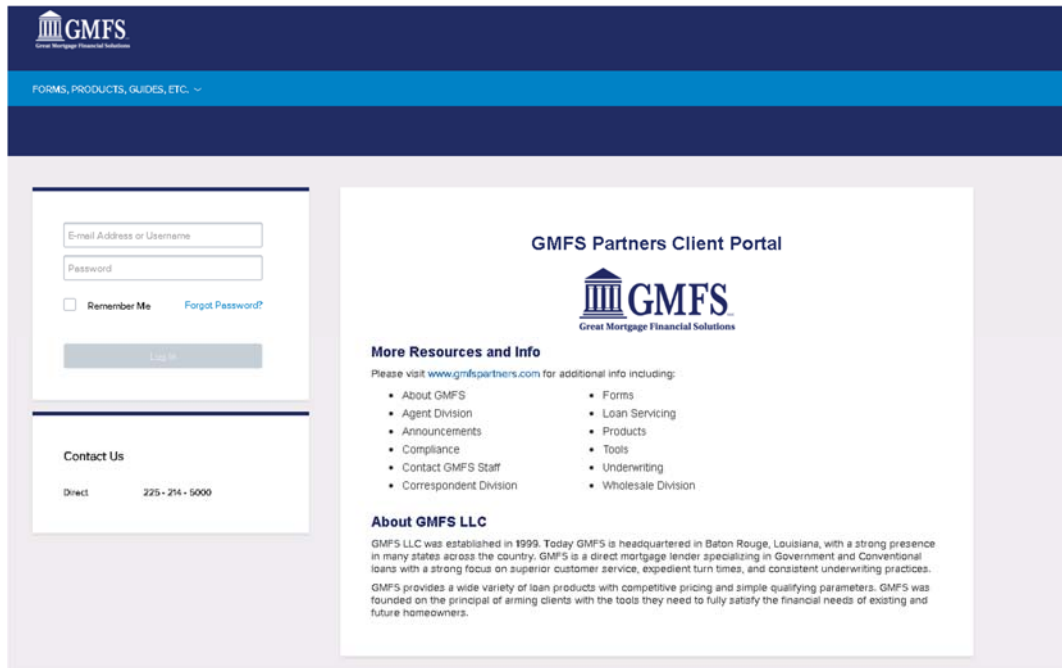 GMFS
Great Mortgage Financial Solutions
FORMS, PRODUCTS, GUIDES, ETC.
E-mail Address or Username
Password
Remember Me Forgot Password?
Log In
Contact Us
Direct 225 - 214 - 5000
GMFS Partners Client Portal
GMFS
Great Mortgage Financial Solutions
More Resources and Info
Please visit www.gmfspartners.com for additional info including:
• About GMFS
• Agent Division
• Announcements
• Compliance
• Contact GMFS Staff
• Correspondent Division
• Forms
• Loan Servicing
• Products
• Tools
• Underwriting
• Wholesale Division
About GMFS LLC
GMFS LLC was established in 1999. Today GMFS is headquartered in Baton Rouge, Louisiana, with a strong presence
in many states across the country. GMFS is a direct mortgage lender specializing in Government and Conventional
loans with a strong focus on superior customer service, expedient turn times, and consistent underwriting practices.
GMFS provides a wide variety of loan products with competitive pricing and simple qualifying parameters. GMFS was
founded on the principal of arming clients with the tools they need to fully satisfy the financial needs of existing and
future homeowners.